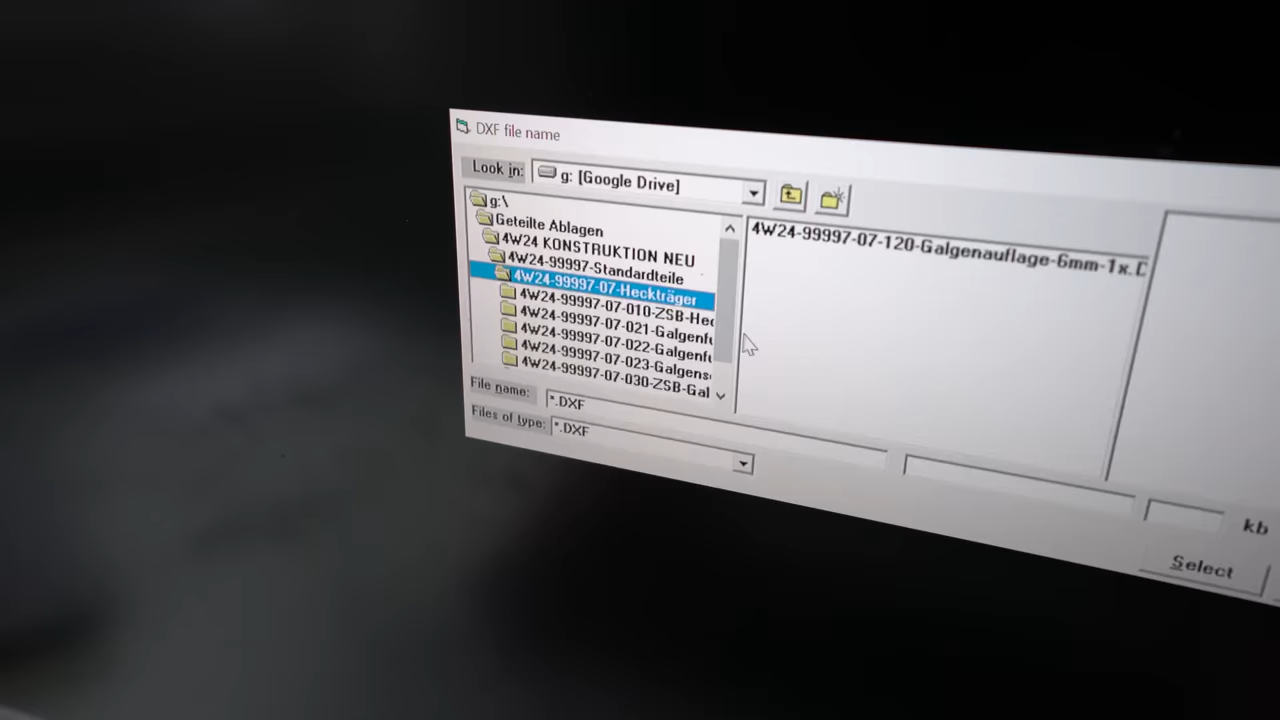 DXF file name
Look in: g: [Google Drive]
g:\
Geteilte Ablagen
4W24 KONSTRUKTION NEU
4W24-99997-Standardteile
4W24-99997-07-Heckträger
4W24-99997-07-010-ZSB-Hec
4W24-99997-07-021-Galgenfu
4W24-99997-07-022-Galgenfu
4W24-99997-07-023-Galgens
4W24-99997-07-030-ZSB-Gal
4W24-99997-07-120-Galgenauflage-6mm-1x.D
File name: *.DXF
Files of type: *.DXF
kb
Select